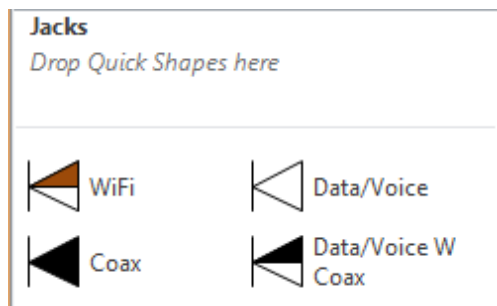 Jacks
Drop Quick Shapes here
WiFi
Data/Voice
Coax
Data/Voice W
Coax